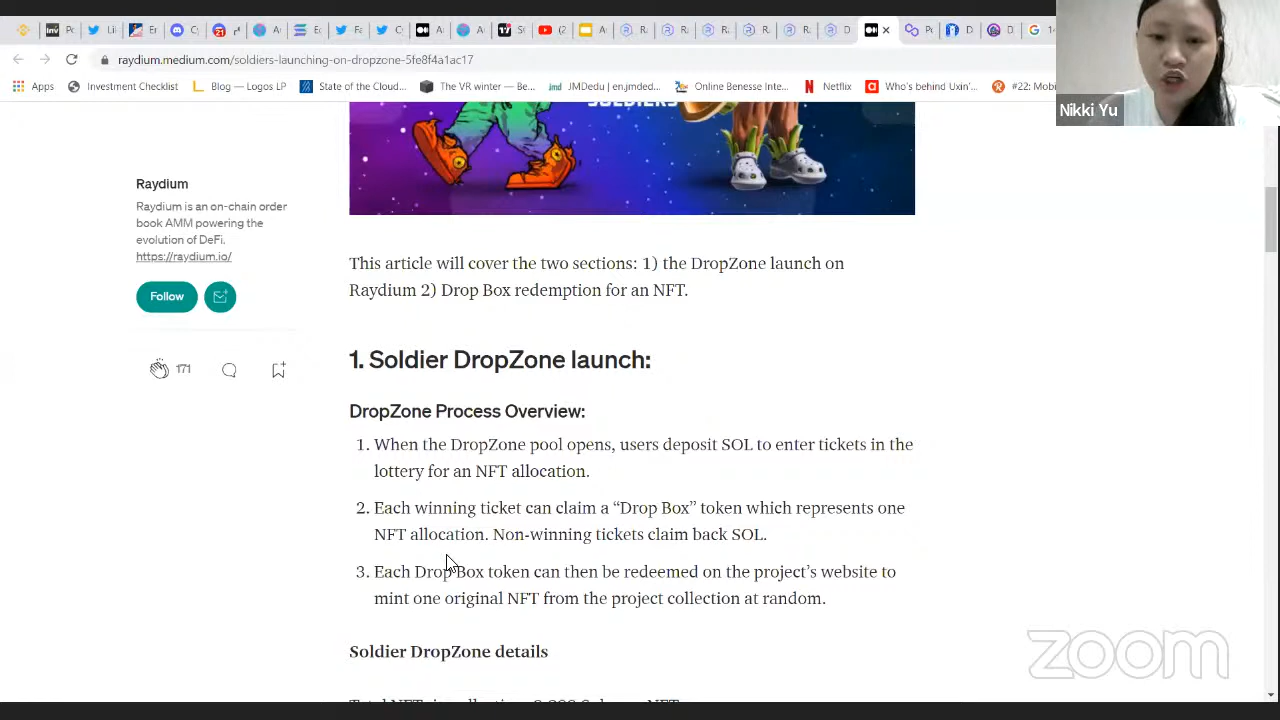 raydium.medium.com/soldiers-launching-on-dropzone-5fe8f4a1ac17
Apps
Investment Checklist
Blog — Logos LP
State of the Cloud...
The VR winter — Be...
JMDedu | en.jmded...
Online Benesse Inte...
Netflix
Who's behind Uxin'...
#22: Mobi
Nikki Yu
SOLDIERS
Raydium
Raydium is an on-chain order
book AMM powering the
evolution of DeFi.
https://raydium.io/
Follow
171
This article will cover the two sections: 1) the DropZone launch on
Raydium 2) Drop Box redemption for an NFT.
1. Soldier DropZone launch:
DropZone Process Overview:
1. When the DropZone pool opens, users deposit SOL to enter tickets in the
lottery for an NFT allocation.
2. Each winning ticket can claim a “Drop Box” token which represents one
NFT allocation. Non-winning tickets claim back SOL.
3. Each Drop Box token can then be redeemed on the project’s website to
mint one original NFT from the project collection at random.
Soldier DropZone details
zoom